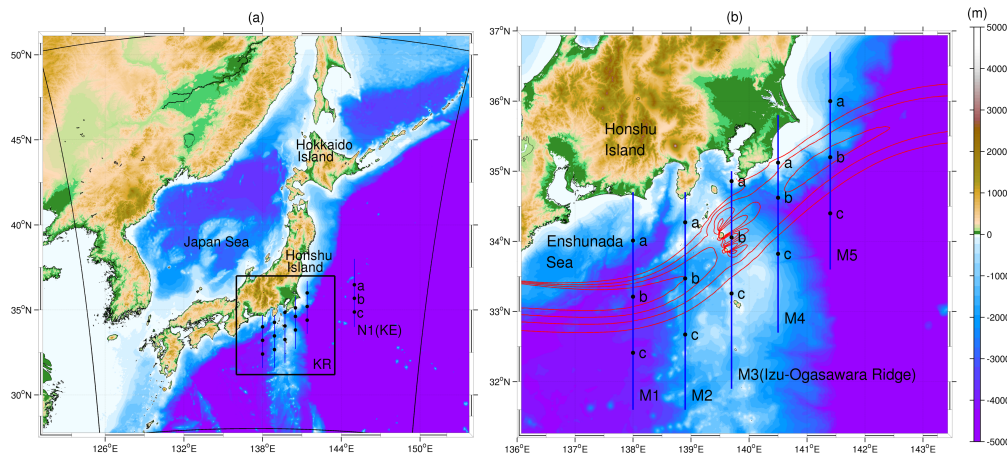 (a)
(b)
(m)
50°N
45°N
40°N
35°N
30°N
126°E
132°E
138°E
144°E
150°E
Hokkaido
Island
Japan Sea
Honshu
Island
a
b
c
N1(KE)
KR
37°N
36°N
35°N
34°N
33°N
32°N
136°E
137°E
138°E
139°E
140°E
141°E
142°E
143°E
Honshu
Island
Enshunada
Sea
a
b
c
M1
a
b
c
M2
a
b
c
M3(Izu-Ogasawara Ridge)
a
b
c
M4
a
b
c
M5
5000
4000
3000
2000
1000
0
-1000
-2000
-3000
-4000
-5000